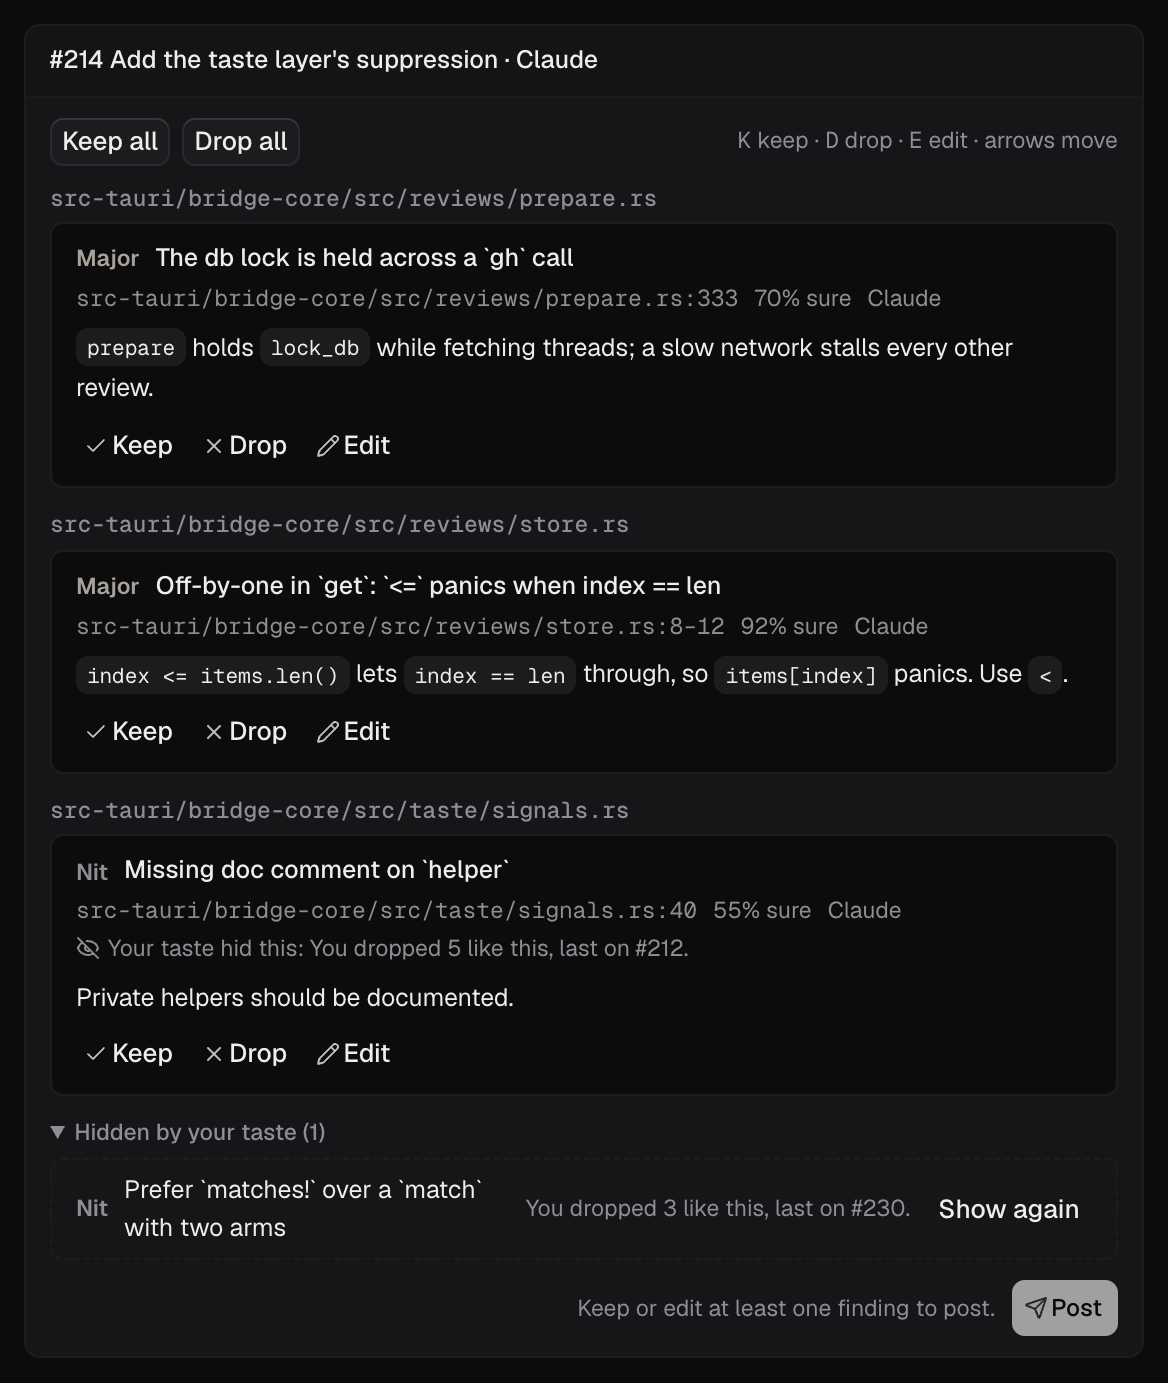 #214 Add the taste layer's suppression · Claude
Keep all Drop all K keep · D drop · E edit · arrows move
src-tauri/bridge-core/src/reviews/prepare.rs
Major The db lock is held across a `gh` call
src-tauri/bridge-core/src/reviews/prepare.rs:333 70% sure Claude
prepare holds lock_db while fetching threads; a slow network stalls every other
review.
Keep Drop Edit
src-tauri/bridge-core/src/reviews/store.rs
Major Off-by-one in `get`: `<=` panics when index == len
src-tauri/bridge-core/src/reviews/store.rs:8–12 92% sure Claude
index <= items.len() lets index == len through, so items[index] panics. Use <.
Keep Drop Edit
src-tauri/bridge-core/src/taste/signals.rs
Nit Missing doc comment on `helper`
src-tauri/bridge-core/src/taste/signals.rs:40 55% sure Claude
Your taste hid this: You dropped 5 like this, last on #212.
Private helpers should be documented.
Keep Drop Edit
Hidden by your taste (1)
Nit Prefer `matches!` over a `match`
with two arms
You dropped 3 like this, last on #230. Show again
Keep or edit at least one finding to post. Post